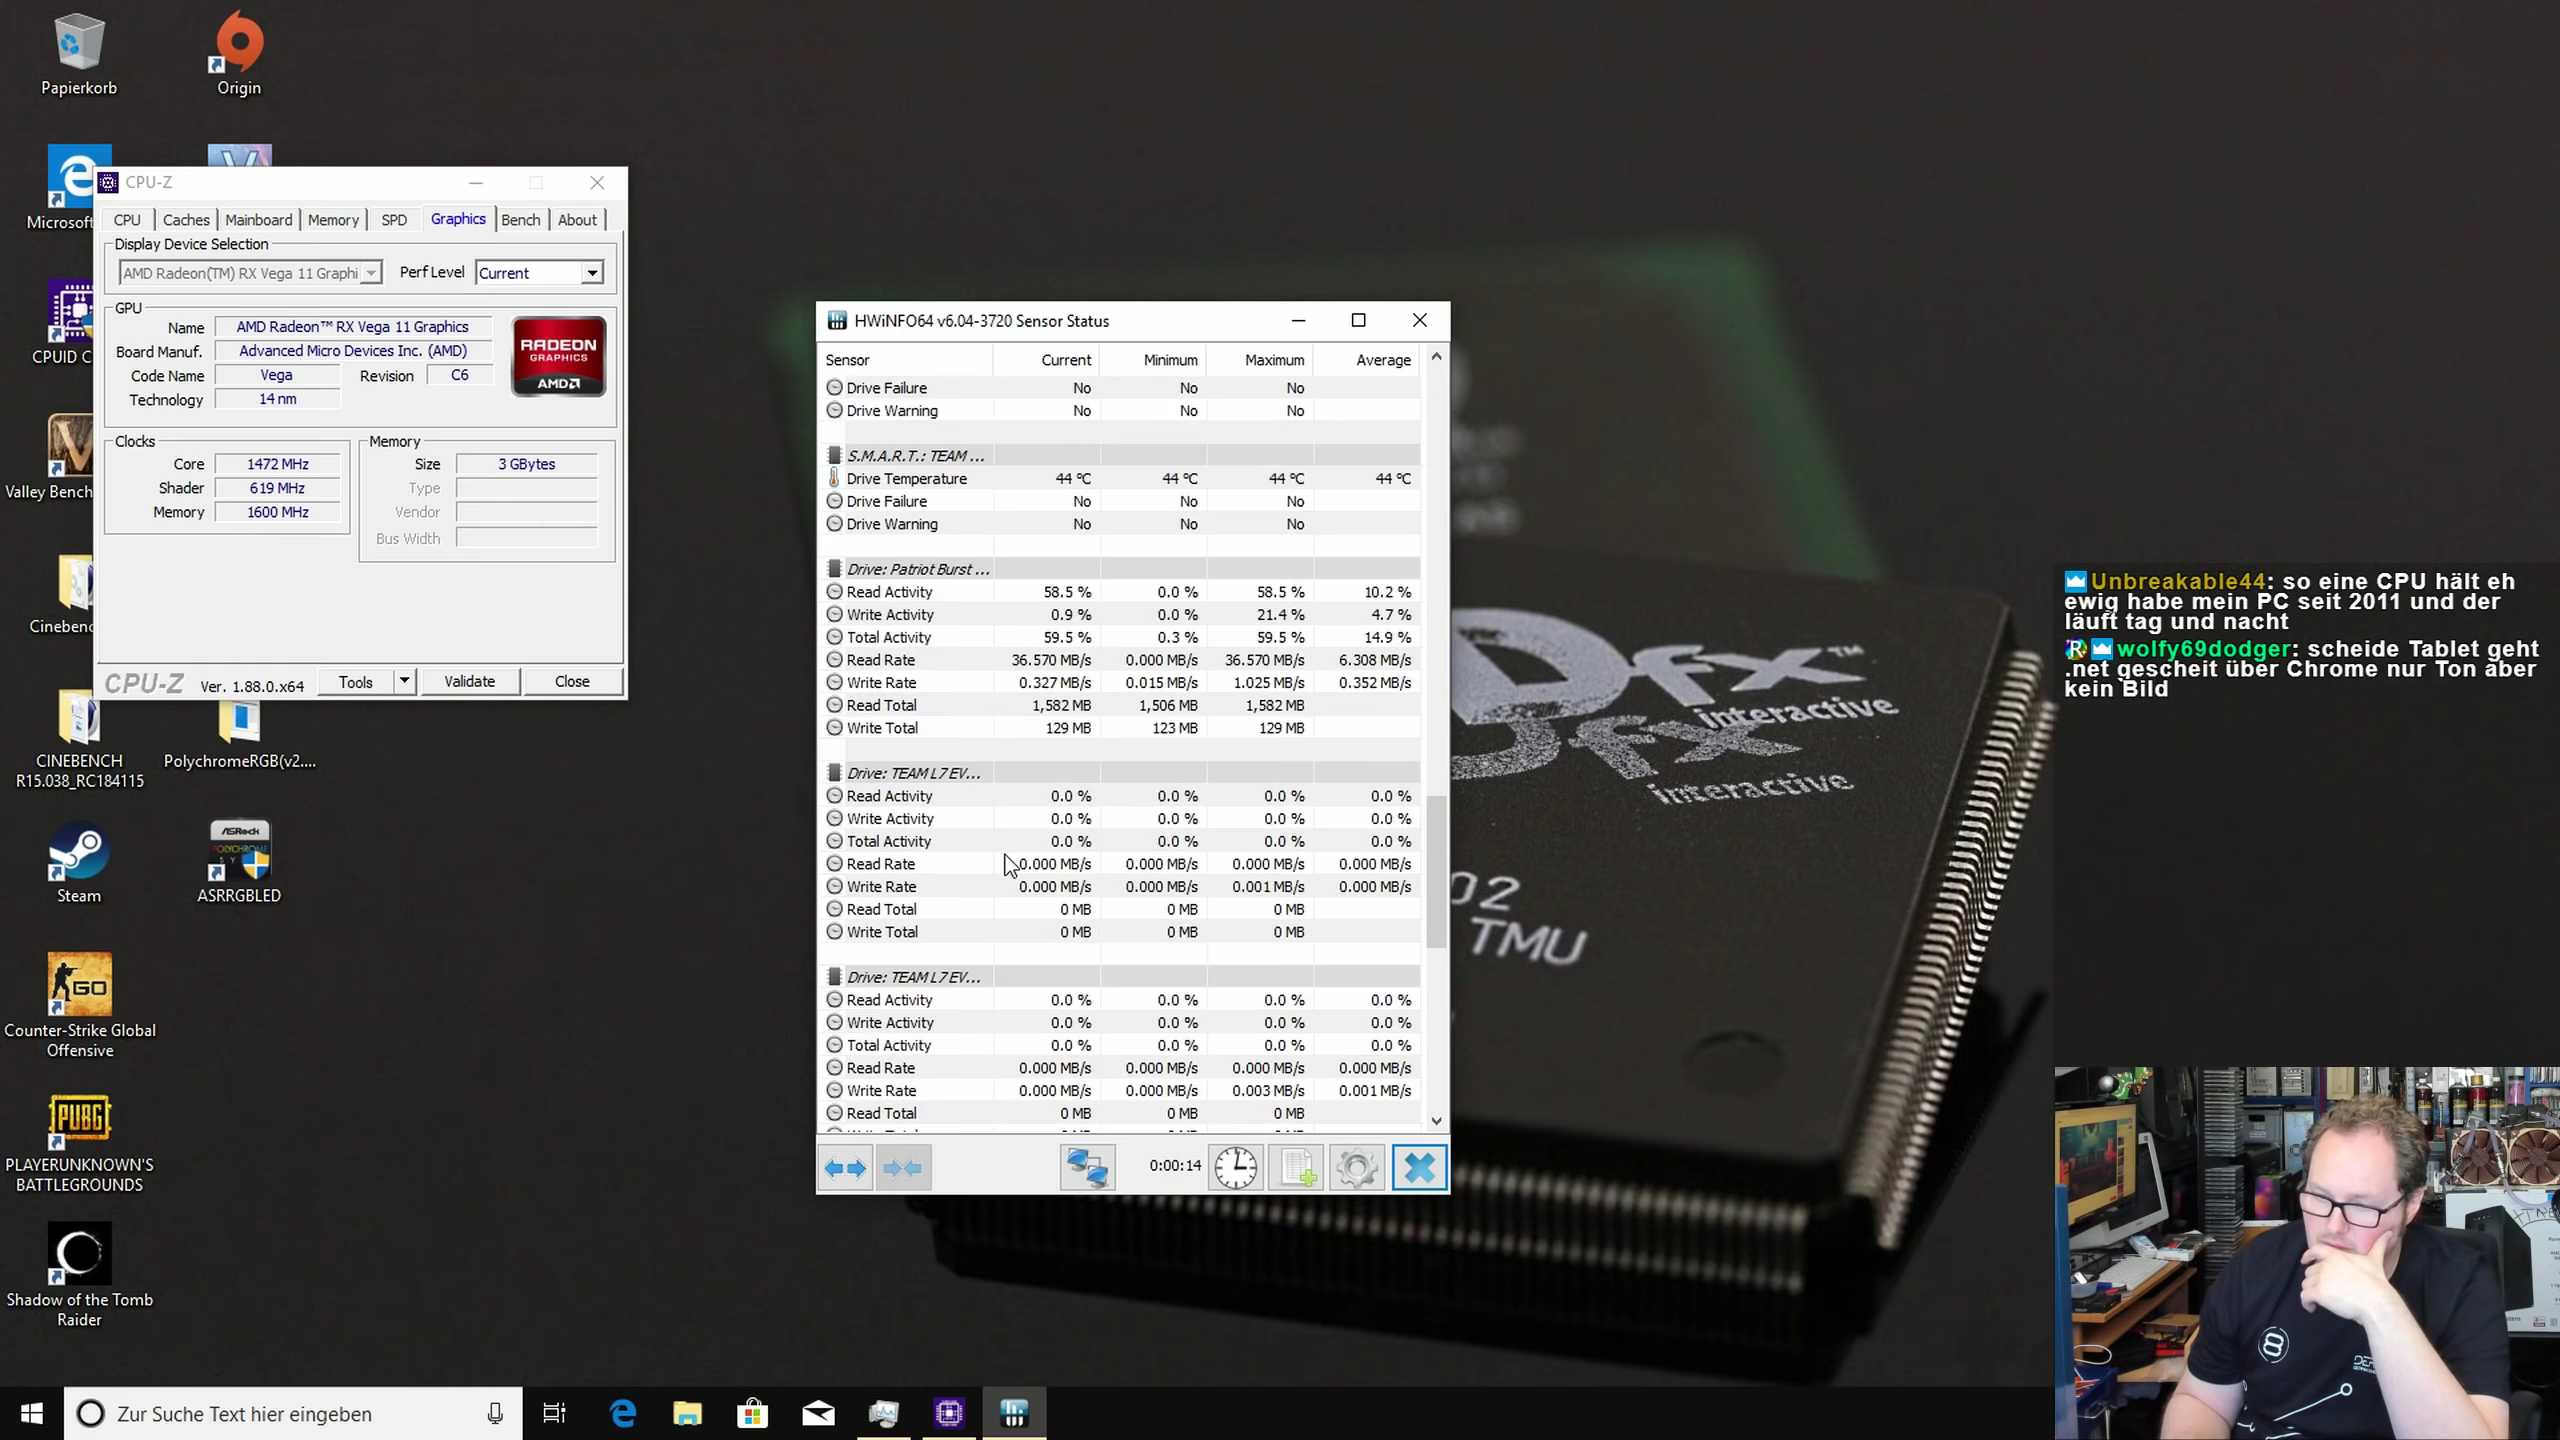 Papierkorb
Origin
Microsoft
CPUID C
Valley Bench
Cinebenc
CINEBENCH
R15.038_RC184115
PolychromeRGB(v2....
Steam
ASRock
ASRRGBLED
GO
Counter-Strike Global
Offensive
PUBG
PLAYERUNKNOWN'S
BATTLEGROUNDS
Shadow of the Tomb
Raider
CPU-Z
CPU Caches Mainboard Memory SPD Graphics Bench About
Display Device Selection
AMD Radeon(TM) RX Vega 11 Graphi Perf Level Current
GPU
Name AMD Radeon™ RX Vega 11 Graphics
Board Manuf. Advanced Micro Devices Inc. (AMD)
Code Name Vega Revision C6
Technology 14 nm
RADEON
GRAPHICS
AMD
Clocks
Core 1472 MHz
Shader 619 MHz
Memory 1600 MHz
Memory
Size 3 GBytes
Type
Vendor
Bus Width
CPU-Z Ver. 1.88.0.x64 Tools Validate Close
HWiNFO64 v6.04-3720 Sensor Status
Sensor Current Minimum Maximum Average
Drive Failure No No No
Drive Warning No No No
S.M.A.R.T.: TEAM ...
Drive Temperature 44 °C 44 °C 44 °C 44 °C
Drive Failure No No No
Drive Warning No No No
Drive: Patriot Burst ...
Read Activity 58.5 % 0.0 % 58.5 % 10.2 %
Write Activity 0.9 % 0.0 % 21.4 % 4.7 %
Total Activity 59.5 % 0.3 % 59.5 % 14.9 %
Read Rate 36.570 MB/s 0.000 MB/s 36.570 MB/s 6.308 MB/s
Write Rate 0.327 MB/s 0.015 MB/s 1.025 MB/s 0.352 MB/s
Read Total 1,582 MB 1,506 MB 1,582 MB
Write Total 129 MB 123 MB 129 MB
Drive: TEAM L7 EV...
Read Activity 0.0 % 0.0 % 0.0 % 0.0 %
Write Activity 0.0 % 0.0 % 0.0 % 0.0 %
Total Activity 0.0 % 0.0 % 0.0 % 0.0 %
Read Rate 0.000 MB/s 0.000 MB/s 0.000 MB/s 0.000 MB/s
Write Rate 0.000 MB/s 0.000 MB/s 0.001 MB/s 0.000 MB/s
Read Total 0 MB 0 MB 0 MB
Write Total 0 MB 0 MB 0 MB
Drive: TEAM L7 EV...
Read Activity 0.0 % 0.0 % 0.0 % 0.0 %
Write Activity 0.0 % 0.0 % 0.0 % 0.0 %
Total Activity 0.0 % 0.0 % 0.0 % 0.0 %
Read Rate 0.000 MB/s 0.000 MB/s 0.000 MB/s 0.000 MB/s
Write Rate 0.000 MB/s 0.000 MB/s 0.003 MB/s 0.001 MB/s
Read Total 0 MB 0 MB 0 MB
0:00:14
Dfx
interactive™
Dfx
interactive
02
TMU
Unbreakable44: so eine CPU hält eh
ewig habe mein PC seit 2011 und der
läuft tag und nacht
wolfy69dodger: scheide Tablet geht
.net gescheit über Chrome nur Ton aber
kein Bild
Zur Suche Text hier eingeben